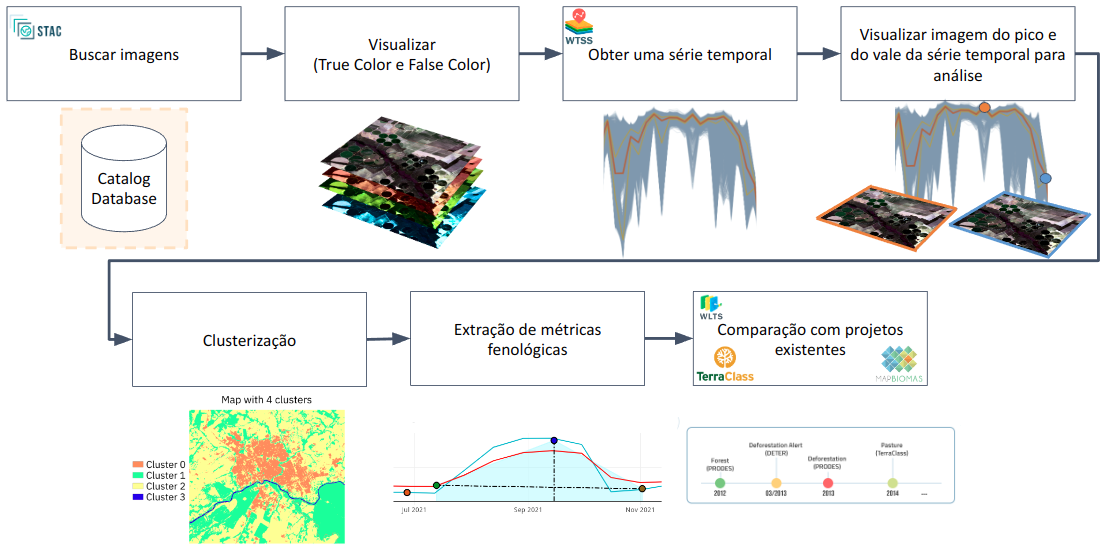 STAC
Buscar imagens
Visualizar
(True Color e False Color)
WTSS
Obter uma série temporal
Visualizar imagem do pico e
do vale da série temporal para
análise
Catalog
Database
Clusterização
Extração de métricas
fenológicas
WLTS
Comparação com projetos
existentes
TerraClass
MAPBIOMAS
Map with 4 clusters
Cluster 0
Cluster 1
Cluster 2
Cluster 3
Jul 2021
Sep 2021
Nov 2021
Forest
(PRODES)
2012
Deforestation Alert
(DETER)
03/2013
Deforestation
(PRODES)
2013
Pasture
(TerraClass)
2014
...